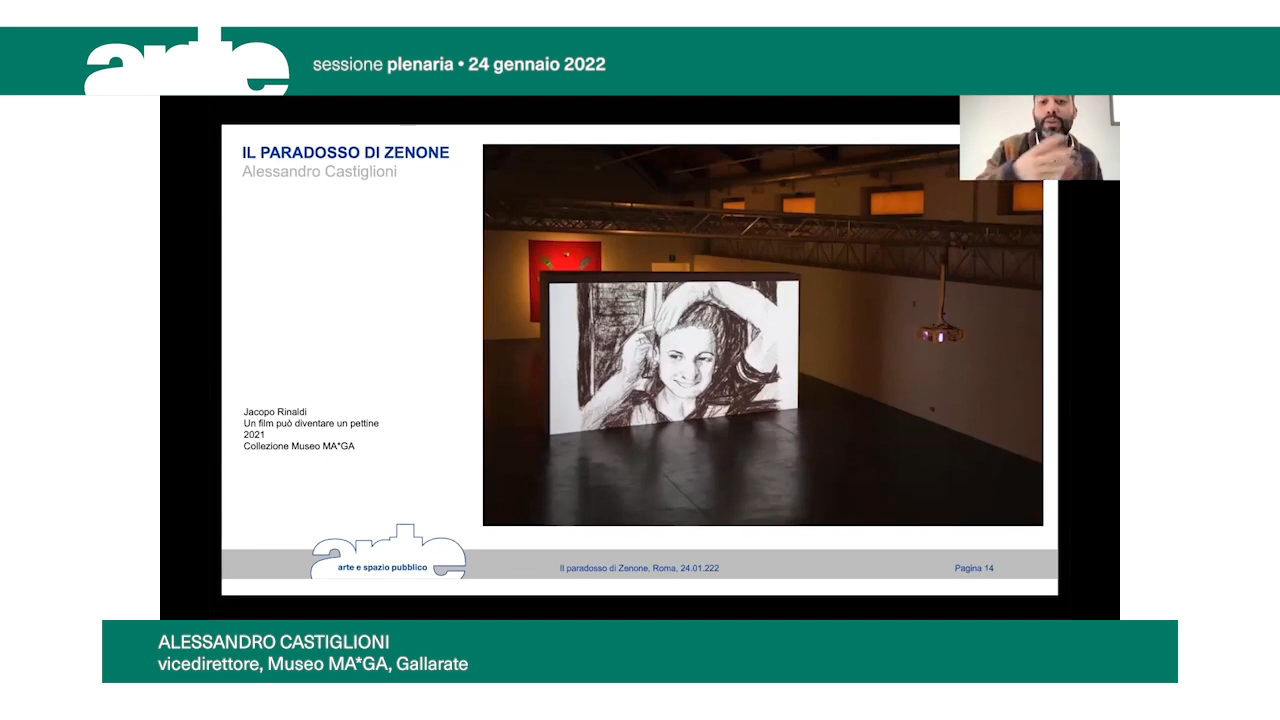 arte
sessione plenaria • 24 gennaio 2022
IL PARADOSSO DI ZENONE
Alessandro Castiglioni
Jacopo Rinaldi
Un film può diventare un pettine
2021
Collezione Museo MA*GA
arte
arte e spazio pubblico
Il paradosso di Zenone, Roma, 24.01.222
Pagina 14
ALESSANDRO CASTIGLIONI
vicedirettore, Museo MA*GA, Gallarate